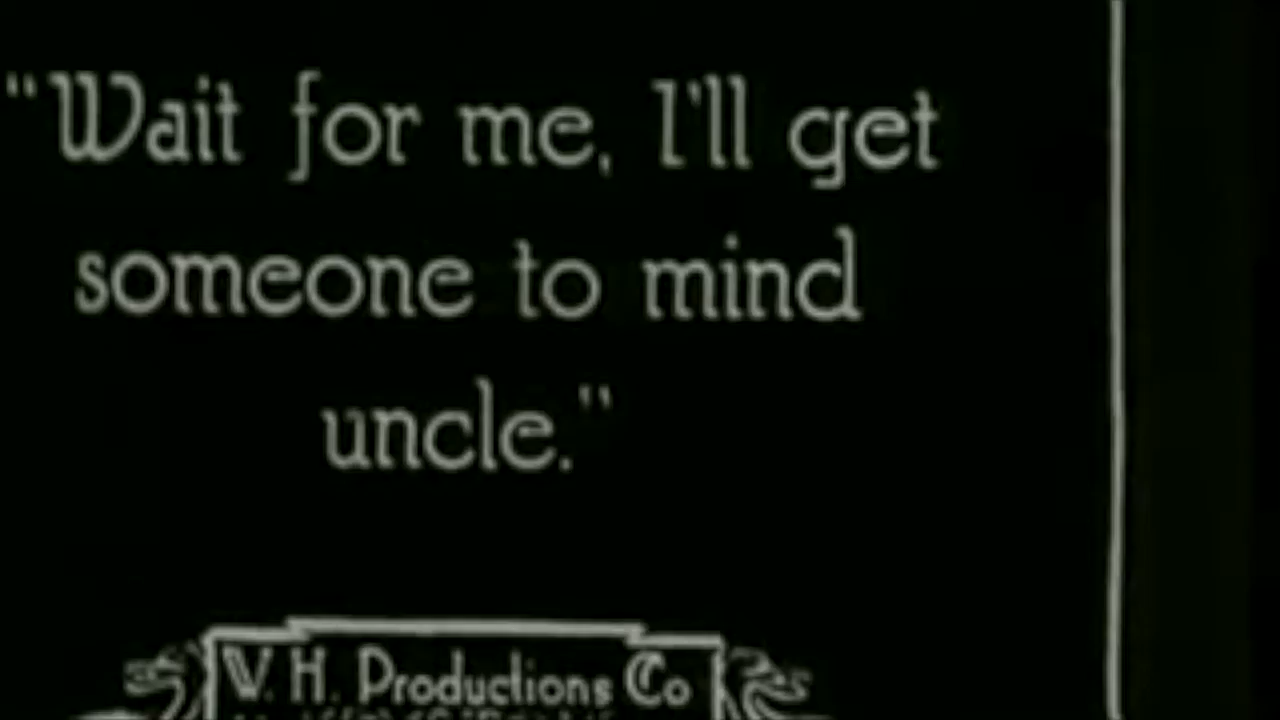 "Wait for me, I'll get
someone to mind
uncle."
W. H. Productions Co